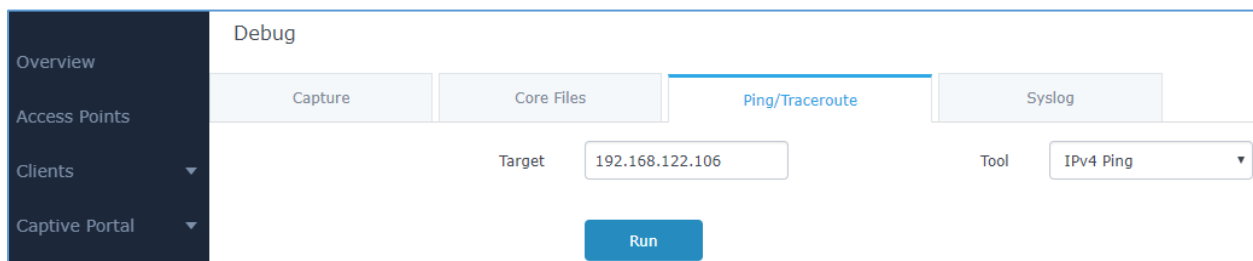 Debug
Overview
Capture Core Files Ping/Traceroute Syslog
Access Points
Target 192.168.122.106 Tool IPv4 Ping
Clients
Captive Portal
Run